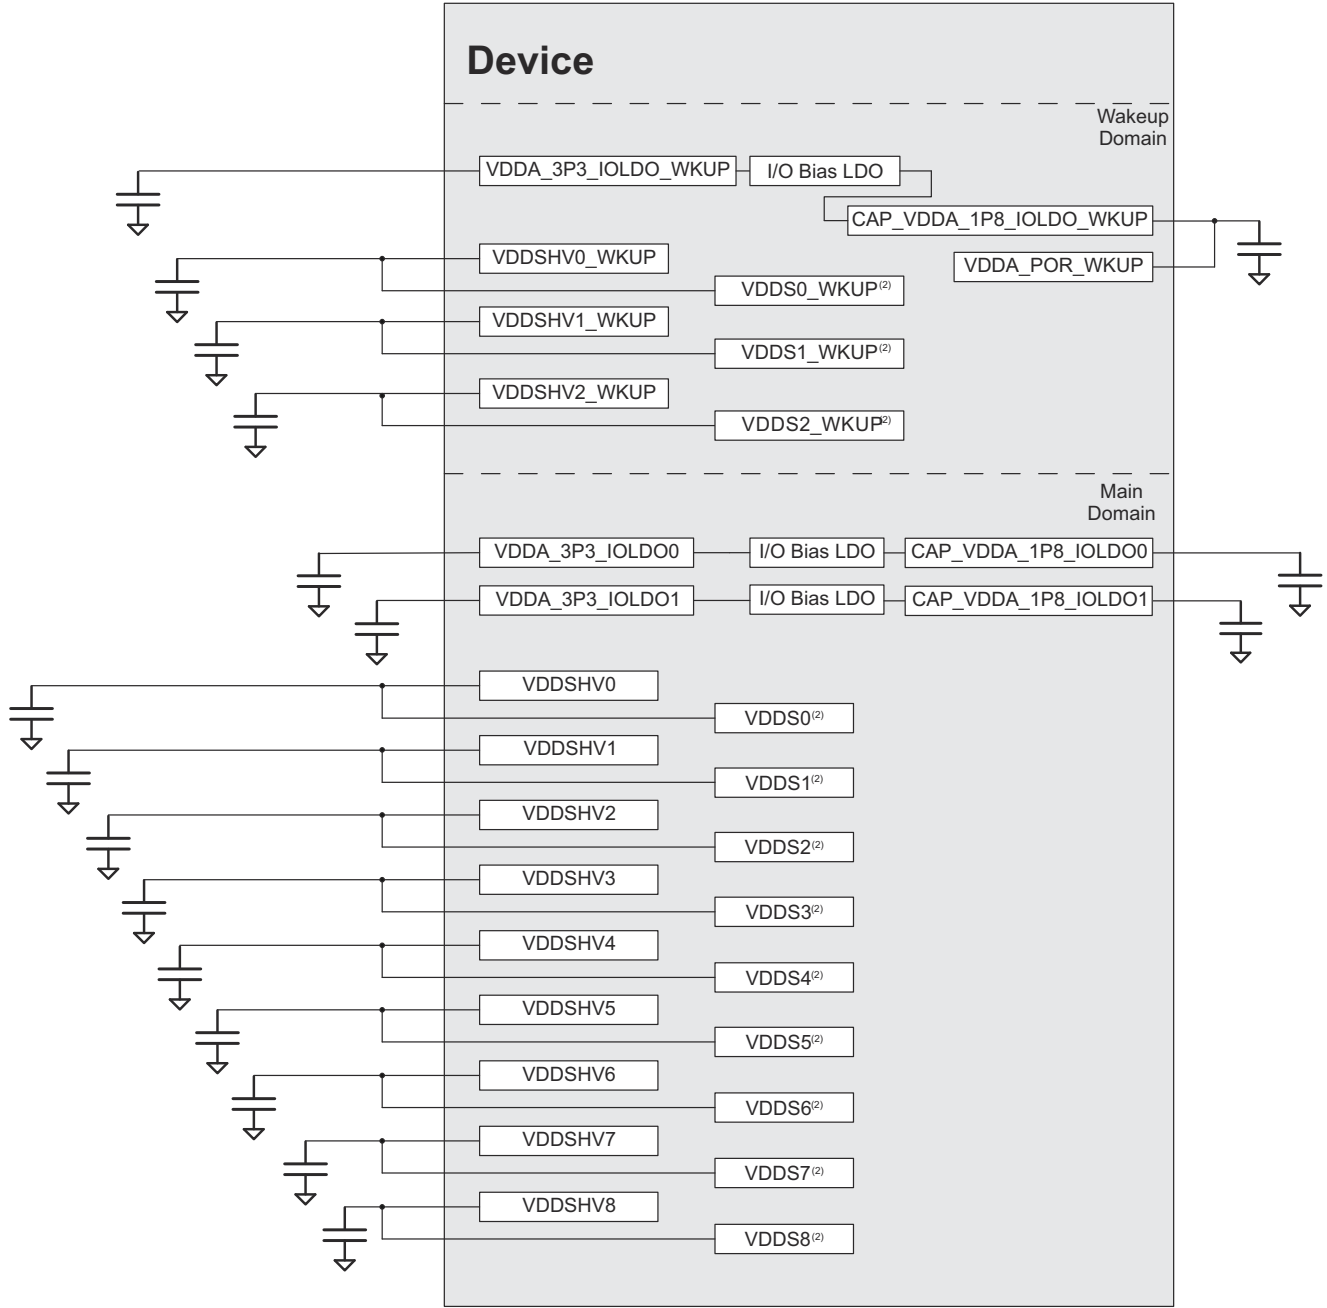 Device
Wakeup
Domain
VDDA_3P3_IOLDO_WKUP
I/O Bias LDO
CAP_VDDA_1P8_IOLDO_WKUP
VDDSHV0_WKUP
VDDA_POR_WKUP
VDDS0_WKUP(2)
VDDSHV1_WKUP
VDDS1_WKUP(2)
VDDSHV2_WKUP
VDDS2_WKUP(2)
Main
Domain
VDDA_3P3_IOLDO0
I/O Bias LDO
CAP_VDDA_1P8_IOLDO0
VDDA_3P3_IOLDO1
I/O Bias LDO
CAP_VDDA_1P8_IOLDO1
VDDSHV0
VDDS0(2)
VDDSHV1
VDDS1(2)
VDDSHV2
VDDS2(2)
VDDSHV3
VDDS3(2)
VDDSHV4
VDDS4(2)
VDDSHV5
VDDS5(2)
VDDSHV6
VDDS6(2)
VDDSHV7
VDDS7(2)
VDDSHV8
VDDS8(2)